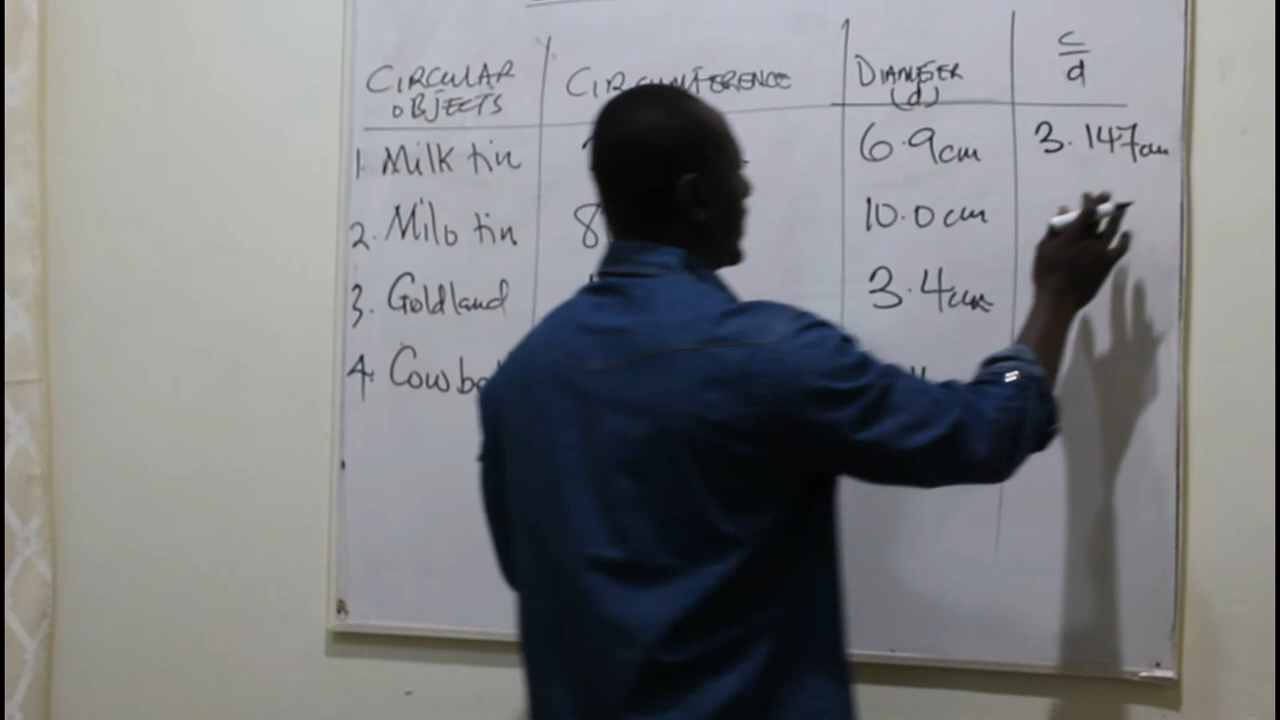 CIRCULAR OBJECTS CIRCUMFERENCE DIAMETER (d) c/d
1. Milk tin 6.9cm 3.147cm
2. Milo tin 8 10.0cm
3. Goldland 3.4cm
4.